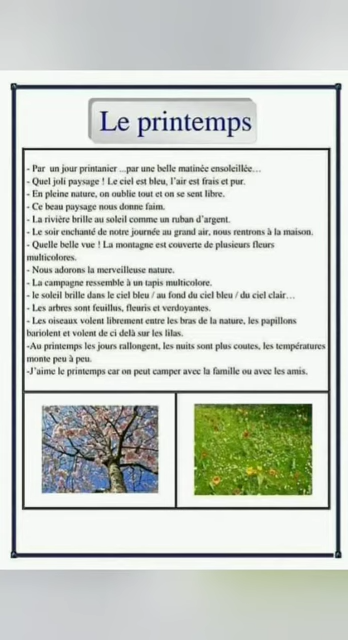 Le printemps
- Par un jour printanier ...par une belle matinée ensoleillée...
- Quel joli paysage ! Le ciel est bleu, l'air est frais et pur.
- En pleine nature, on oublie tout et on se sent libre.
- Ce beau paysage nous donne faim.
- La rivière brille au soleil comme un ruban d'argent.
- Le soir enchanté de notre journée au grand air, nous rentrons à la maison.
- Quelle belle vue ! La montagne est couverte de plusieurs fleurs
multicolores.
- Nous adorons la merveilleuse nature.
- La campagne ressemble à un tapis multicolore.
- le soleil brille dans le ciel bleu / au fond du ciel bleu / du ciel clair...
- Les arbres sont feuillus, fleuris et verdoyantes.
- Les oiseaux volent librement entre les bras de la nature, les papillons
bariolent et volent de ci delà sur les lilas.
-Au printemps les jours rallongent, les nuits sont plus coutes, les températures
monte peu à peu.
-J'aime le printemps car on peut camper avec la famille ou avec les amis.